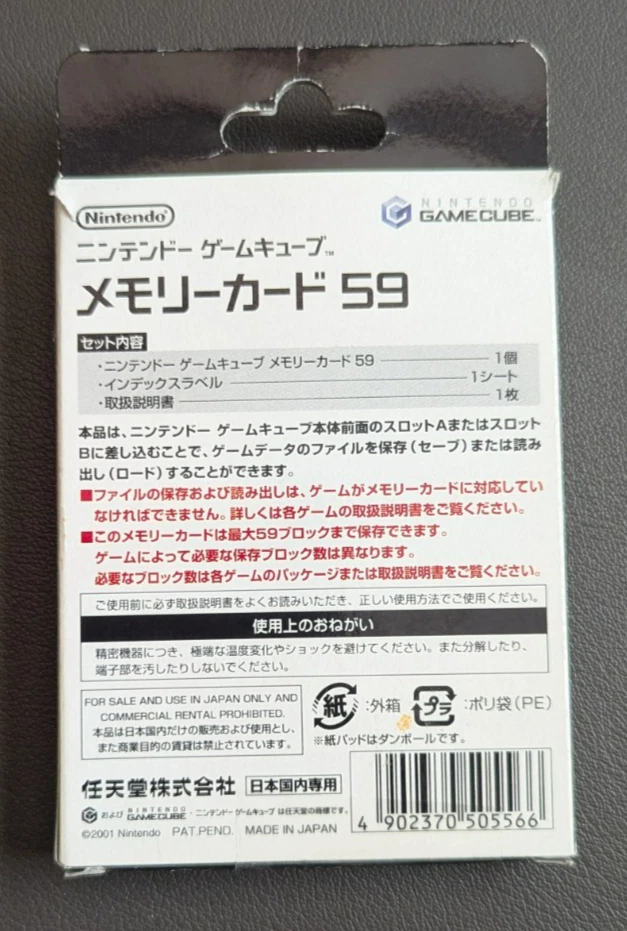 Nintendo®
NINTENDO
GAMECUBE™
ニンテンドー ゲームキューブ™
メモリーカード 59
セット内容
・ニンテンドー ゲームキューブ メモリーカード 59 1個
・インデックスラベル 1シート
・取扱説明書 1枚
本品は、ニンテンドー ゲームキューブ本体前面のスロットAまたはスロット
Bに差し込むことで、ゲームデータのファイルを保存(セーブ)または読み
出し(ロード)することができます。
■ファイルの保存および読み出しは、ゲームがメモリーカードに対応してい
なければできません。詳しくは各ゲームの取扱説明書をご覧ください。
■このメモリーカードは最大59ブロックまで保存できます。
ゲームによって必要な保存ブロック数は異なります。
必要なブロック数は各ゲームのパッケージまたは取扱説明書をご覧ください。
ご使用前に必ず取扱説明書をよくお読みいただき、正しい使用方法でご使用ください。
使用上のおねがい
精密機器につき、極端な温度変化やショックを避けてください。また分解したり、
端子部を汚したりしないでください。
FOR SALE AND USE IN JAPAN ONLY AND
COMMERCIAL RENTAL PROHIBITED.
本品は日本国内だけの販売および使用とし、
また商業目的の賃貸は禁止されています。
紙:外箱 プラ:ポリ袋(PE)
※紙パッドはダンボールです。
任天堂株式会社 日本国内専用
および NINTENDO GAMECUBE・ニンテンドー ゲームキューブ は任天堂の商標です。
©2001 Nintendo PAT.PEND. MADE IN JAPAN
4 902370 505566